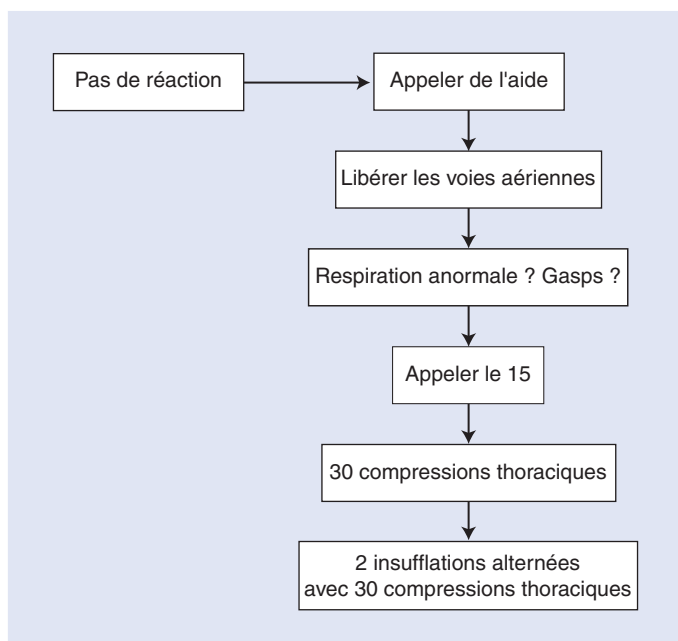 Pas de réaction
Appeler de l'aide
Libérer les voies aériennes
Respiration anormale ? Gasps ?
Appeler le 15
30 compressions thoraciques
2 insufflations alternées
avec 30 compressions thoraciques